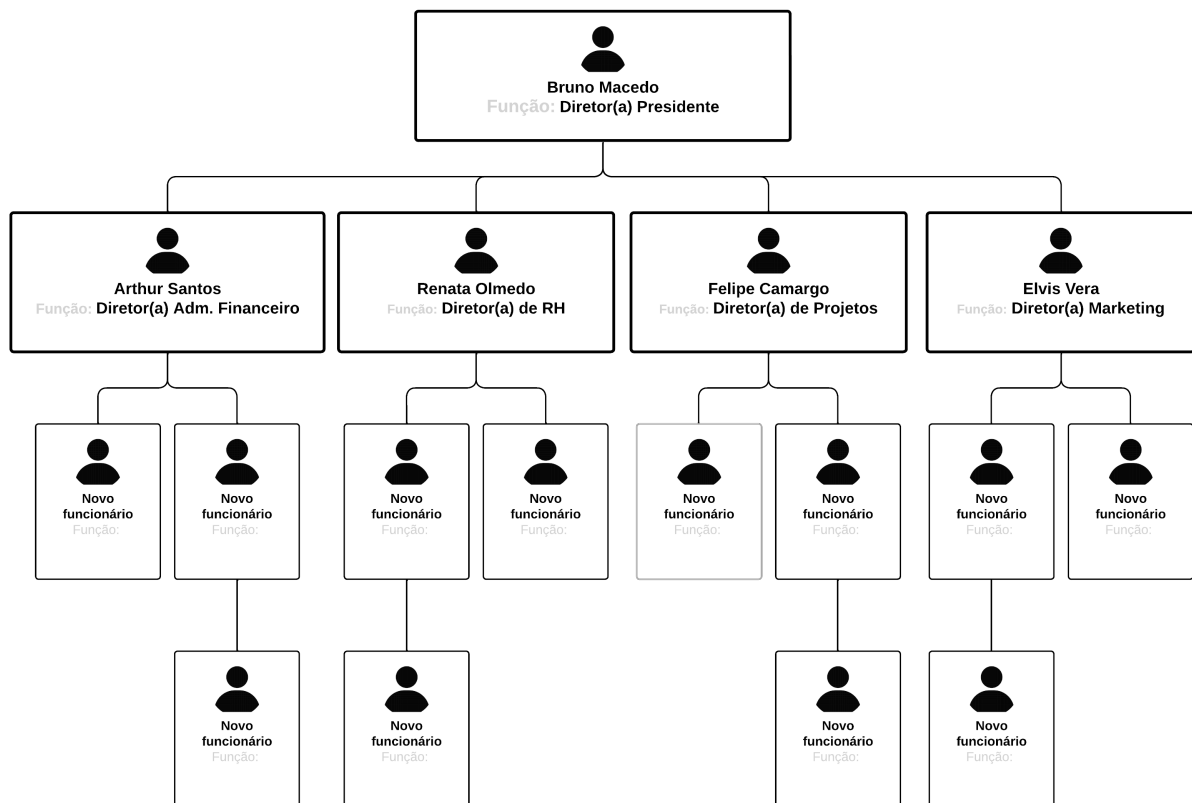 Bruno Macedo
Função: Diretor(a) Presidente
Arthur Santos
Função: Diretor(a) Adm. Financeiro
Renata Olmedo
Função: Diretor(a) de RH
Felipe Camargo
Função: Diretor(a) de Projetos
Elvis Vera
Função: Diretor(a) Marketing
Novo
funcionário
Função:
Novo
funcionário
Função:
Novo
funcionário
Função:
Novo
funcionário
Função:
Novo
funcionário
Função:
Novo
funcionário
Função:
Novo
funcionário
Função:
Novo
funcionário
Função:
Novo
funcionário
Função:
Novo
funcionário
Função:
Novo
funcionário
Função:
Novo
funcionário
Função: